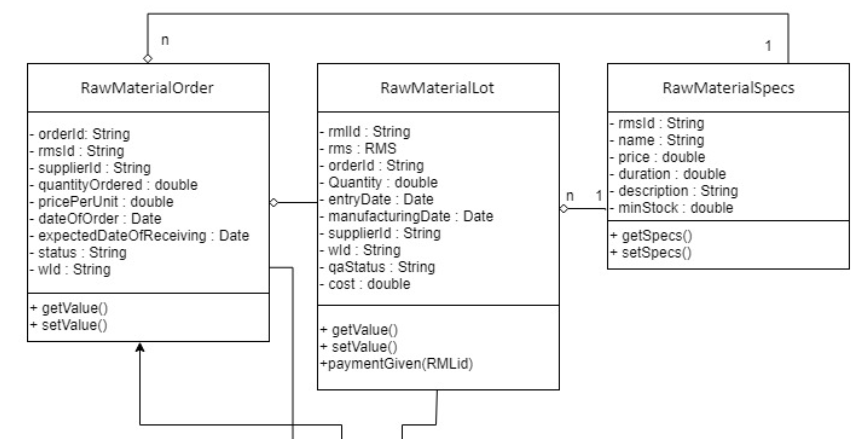 n
1
RawMaterialOrder
- orderId: String
- rmsId : String
- supplierId : String
- quantityOrdered : double
- pricePerUnit : double
- dateOfOrder : Date
- expectedDateOfReceiving : Date
- status : String
- wId : String
+ getValue()
+ setValue()
RawMaterialLot
- rmlId : String
- rms : RMS
- orderId : String
- Quantity : double
- entryDate : Date
- manufacturingDate : Date
- supplierId : String
- wId : String
- qaStatus : String
- cost : double
+ getValue()
+ setValue()
+paymentGiven(RMLid)
n
1
RawMaterialSpecs
- rmsId : String
- name : String
- price : double
- duration : double
- description : String
- minStock : double
+ getSpecs()
+ setSpecs()